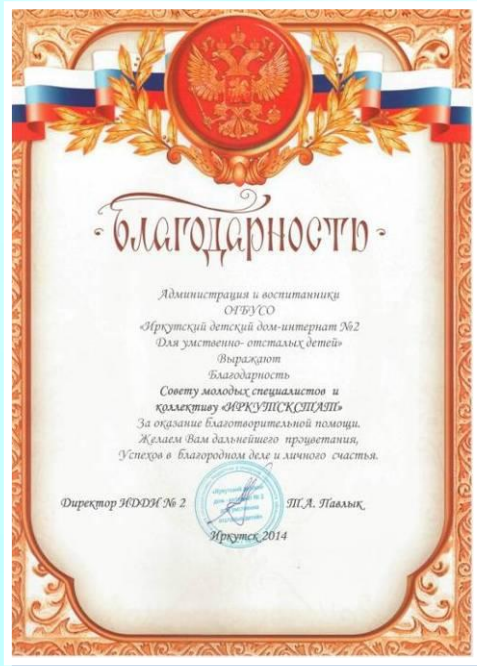 Благодарность
Администрация и воспитанники
ОГБУСО
«Иркутский детский дом-интернат №2
Для умственно- отсталых детей»
Выражают
Благодарность
Совету молодых специалистов и
коллективу «ИРКУТСКСТАТ»
За оказание благотворительной помощи.
Желаем Вам дальнейшего процветания,
Успехов в благородном деле и личного счастья.
Директор ИДДИ № 2 Т.А. Павлык
Иркутск 2014